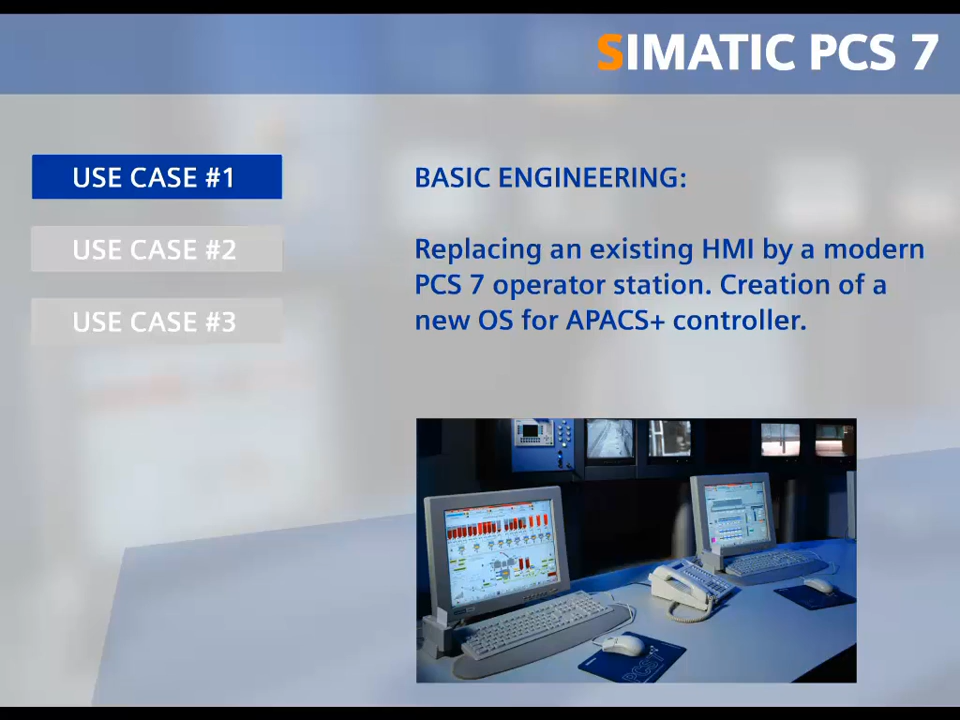 SIMATIC PCS 7
USE CASE #1
USE CASE #2
USE CASE #3
BASIC ENGINEERING:
Replacing an existing HMI by a modern
PCS 7 operator station. Creation of a
new OS for APACS+ controller.